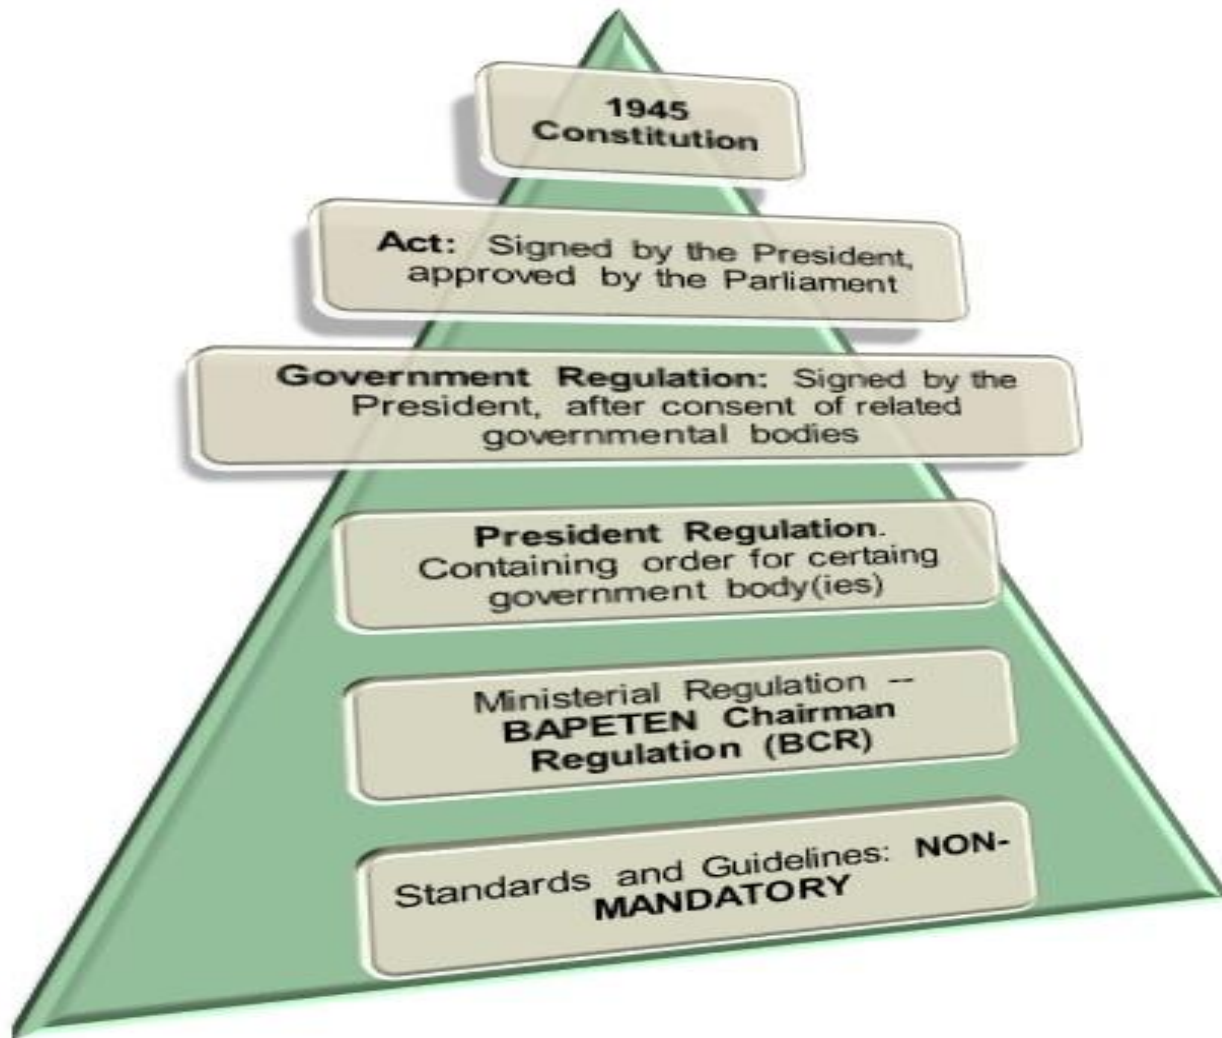 1945
Constitution
Act: Signed by the President,
approved by the Parliament
Government Regulation: Signed by the
President, after consent of related
governmental bodies
President Regulation.
Containing order for certaing
government body(ies)
Ministerial Regulation --
BAPETEN Chairman
Regulation (BCR)
Standards and Guidelines: NON-
MANDATORY